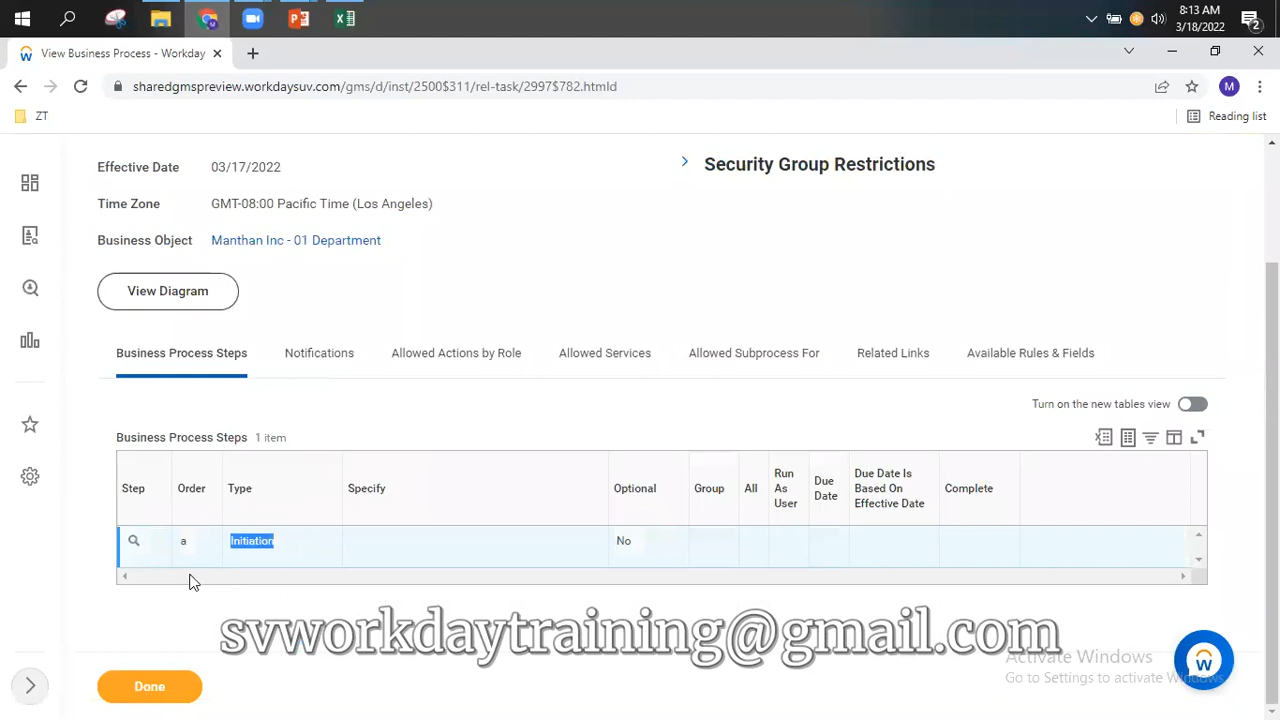 8:13 AM
3/18/2022
2
View Business Process - Workday
sharedgmspreview.workdaysuv.com/gms/d/inst/2500$311/rel-task/2997$782.htmld
M
ZT
Reading list
Effective Date 03/17/2022
Security Group Restrictions
Time Zone GMT-08:00 Pacific Time (Los Angeles)
Business Object Manthan Inc - 01 Department
View Diagram
Business Process Steps Notifications Allowed Actions by Role Allowed Services Allowed Subprocess For Related Links Available Rules & Fields
Turn on the new tables view
Business Process Steps 1 item
Step Order Type Specify Optional Group All Run As User Due Date Due Date Is Based On Effective Date Complete
a Initiation No
svworkdaytraining@gmail.com
Activate Windows
Go to Settings to activate Windows.
Done